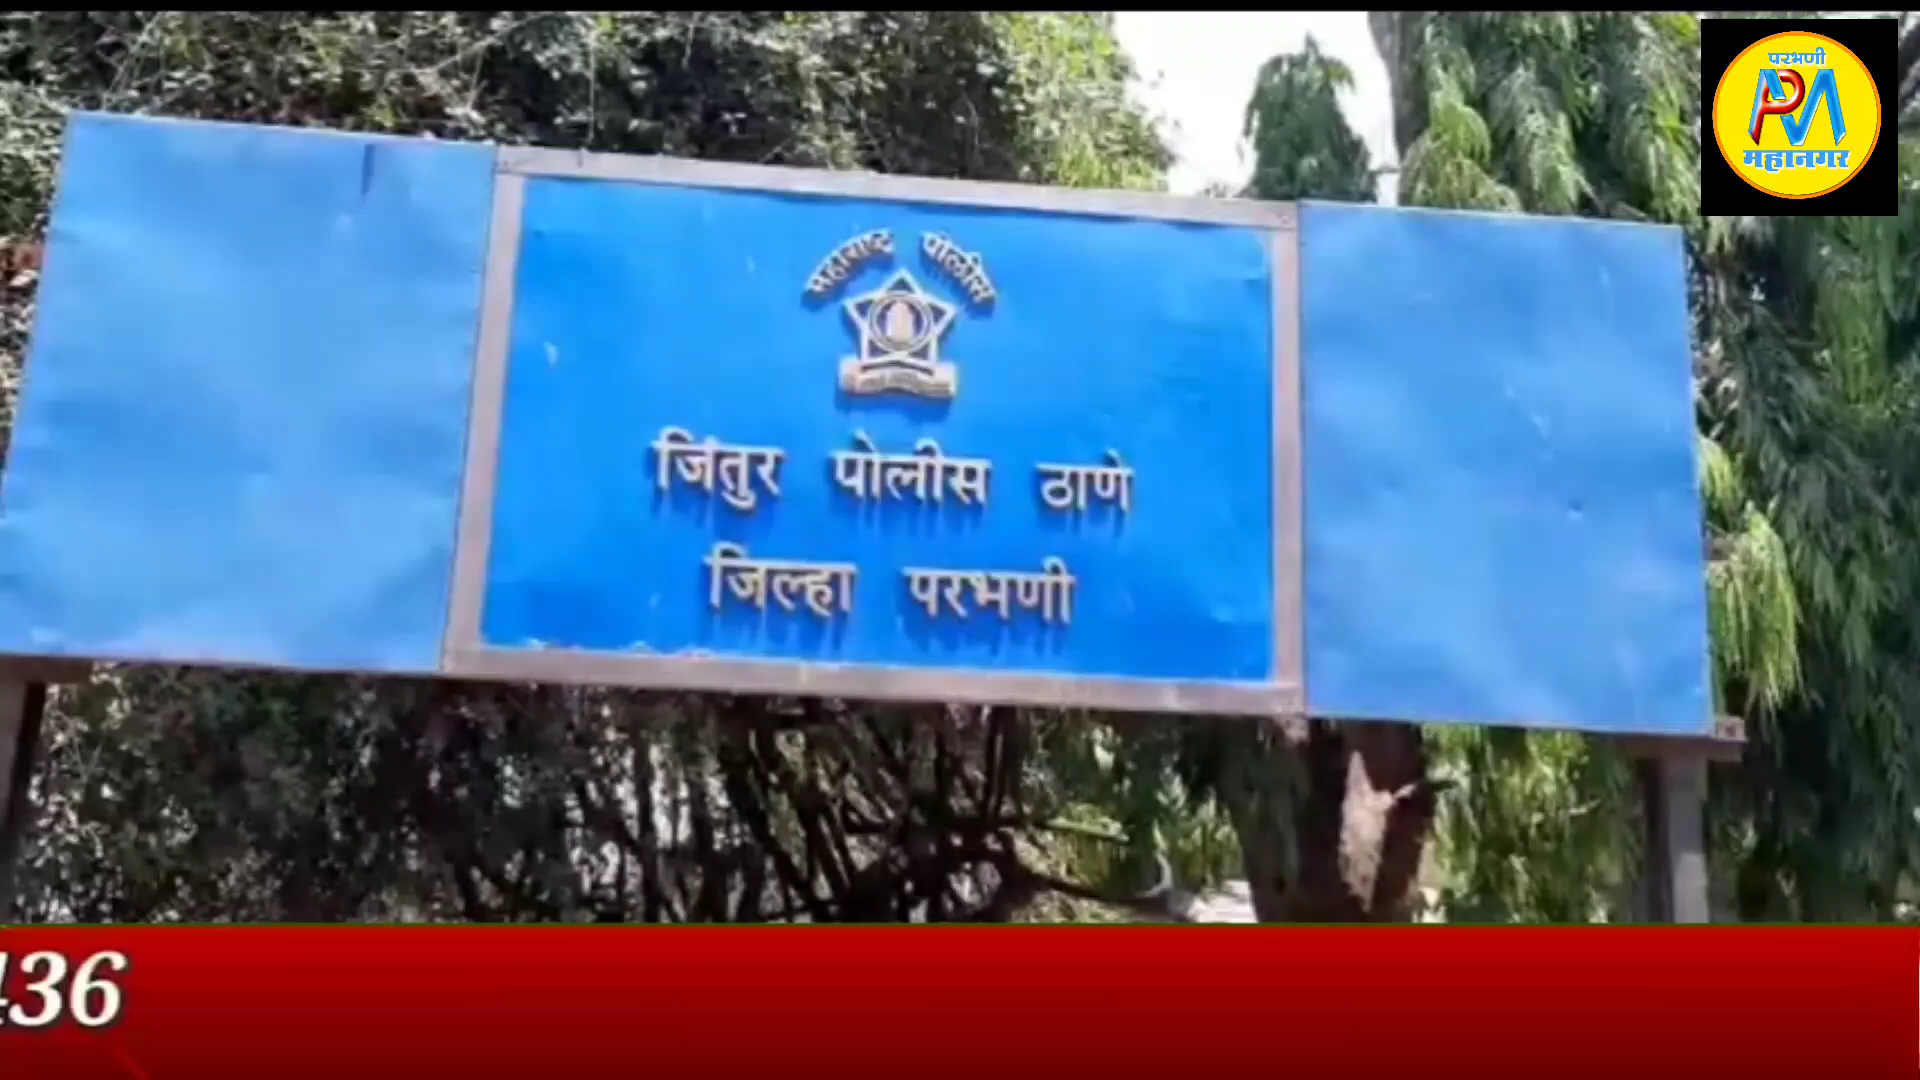 परभणी
PM
महानगर
महाराष्ट्र पोलीस
जिंतुर पोलीस ठाणे
जिल्हा परभणी
436